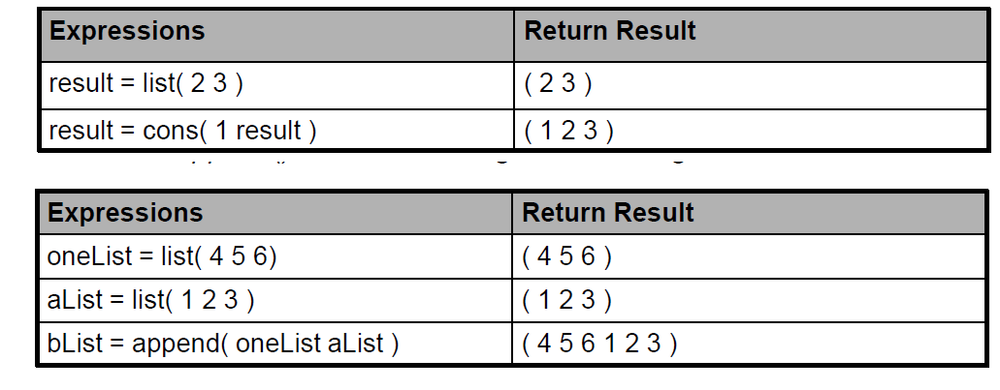 Expressions Return Result
result = list( 2 3 ) ( 2 3 )
result = cons( 1 result ) ( 1 2 3 )
Expressions Return Result
oneList = list( 4 5 6) ( 4 5 6 )
aList = list( 1 2 3 ) ( 1 2 3 )
bList = append( oneList aList ) ( 4 5 6 1 2 3 )